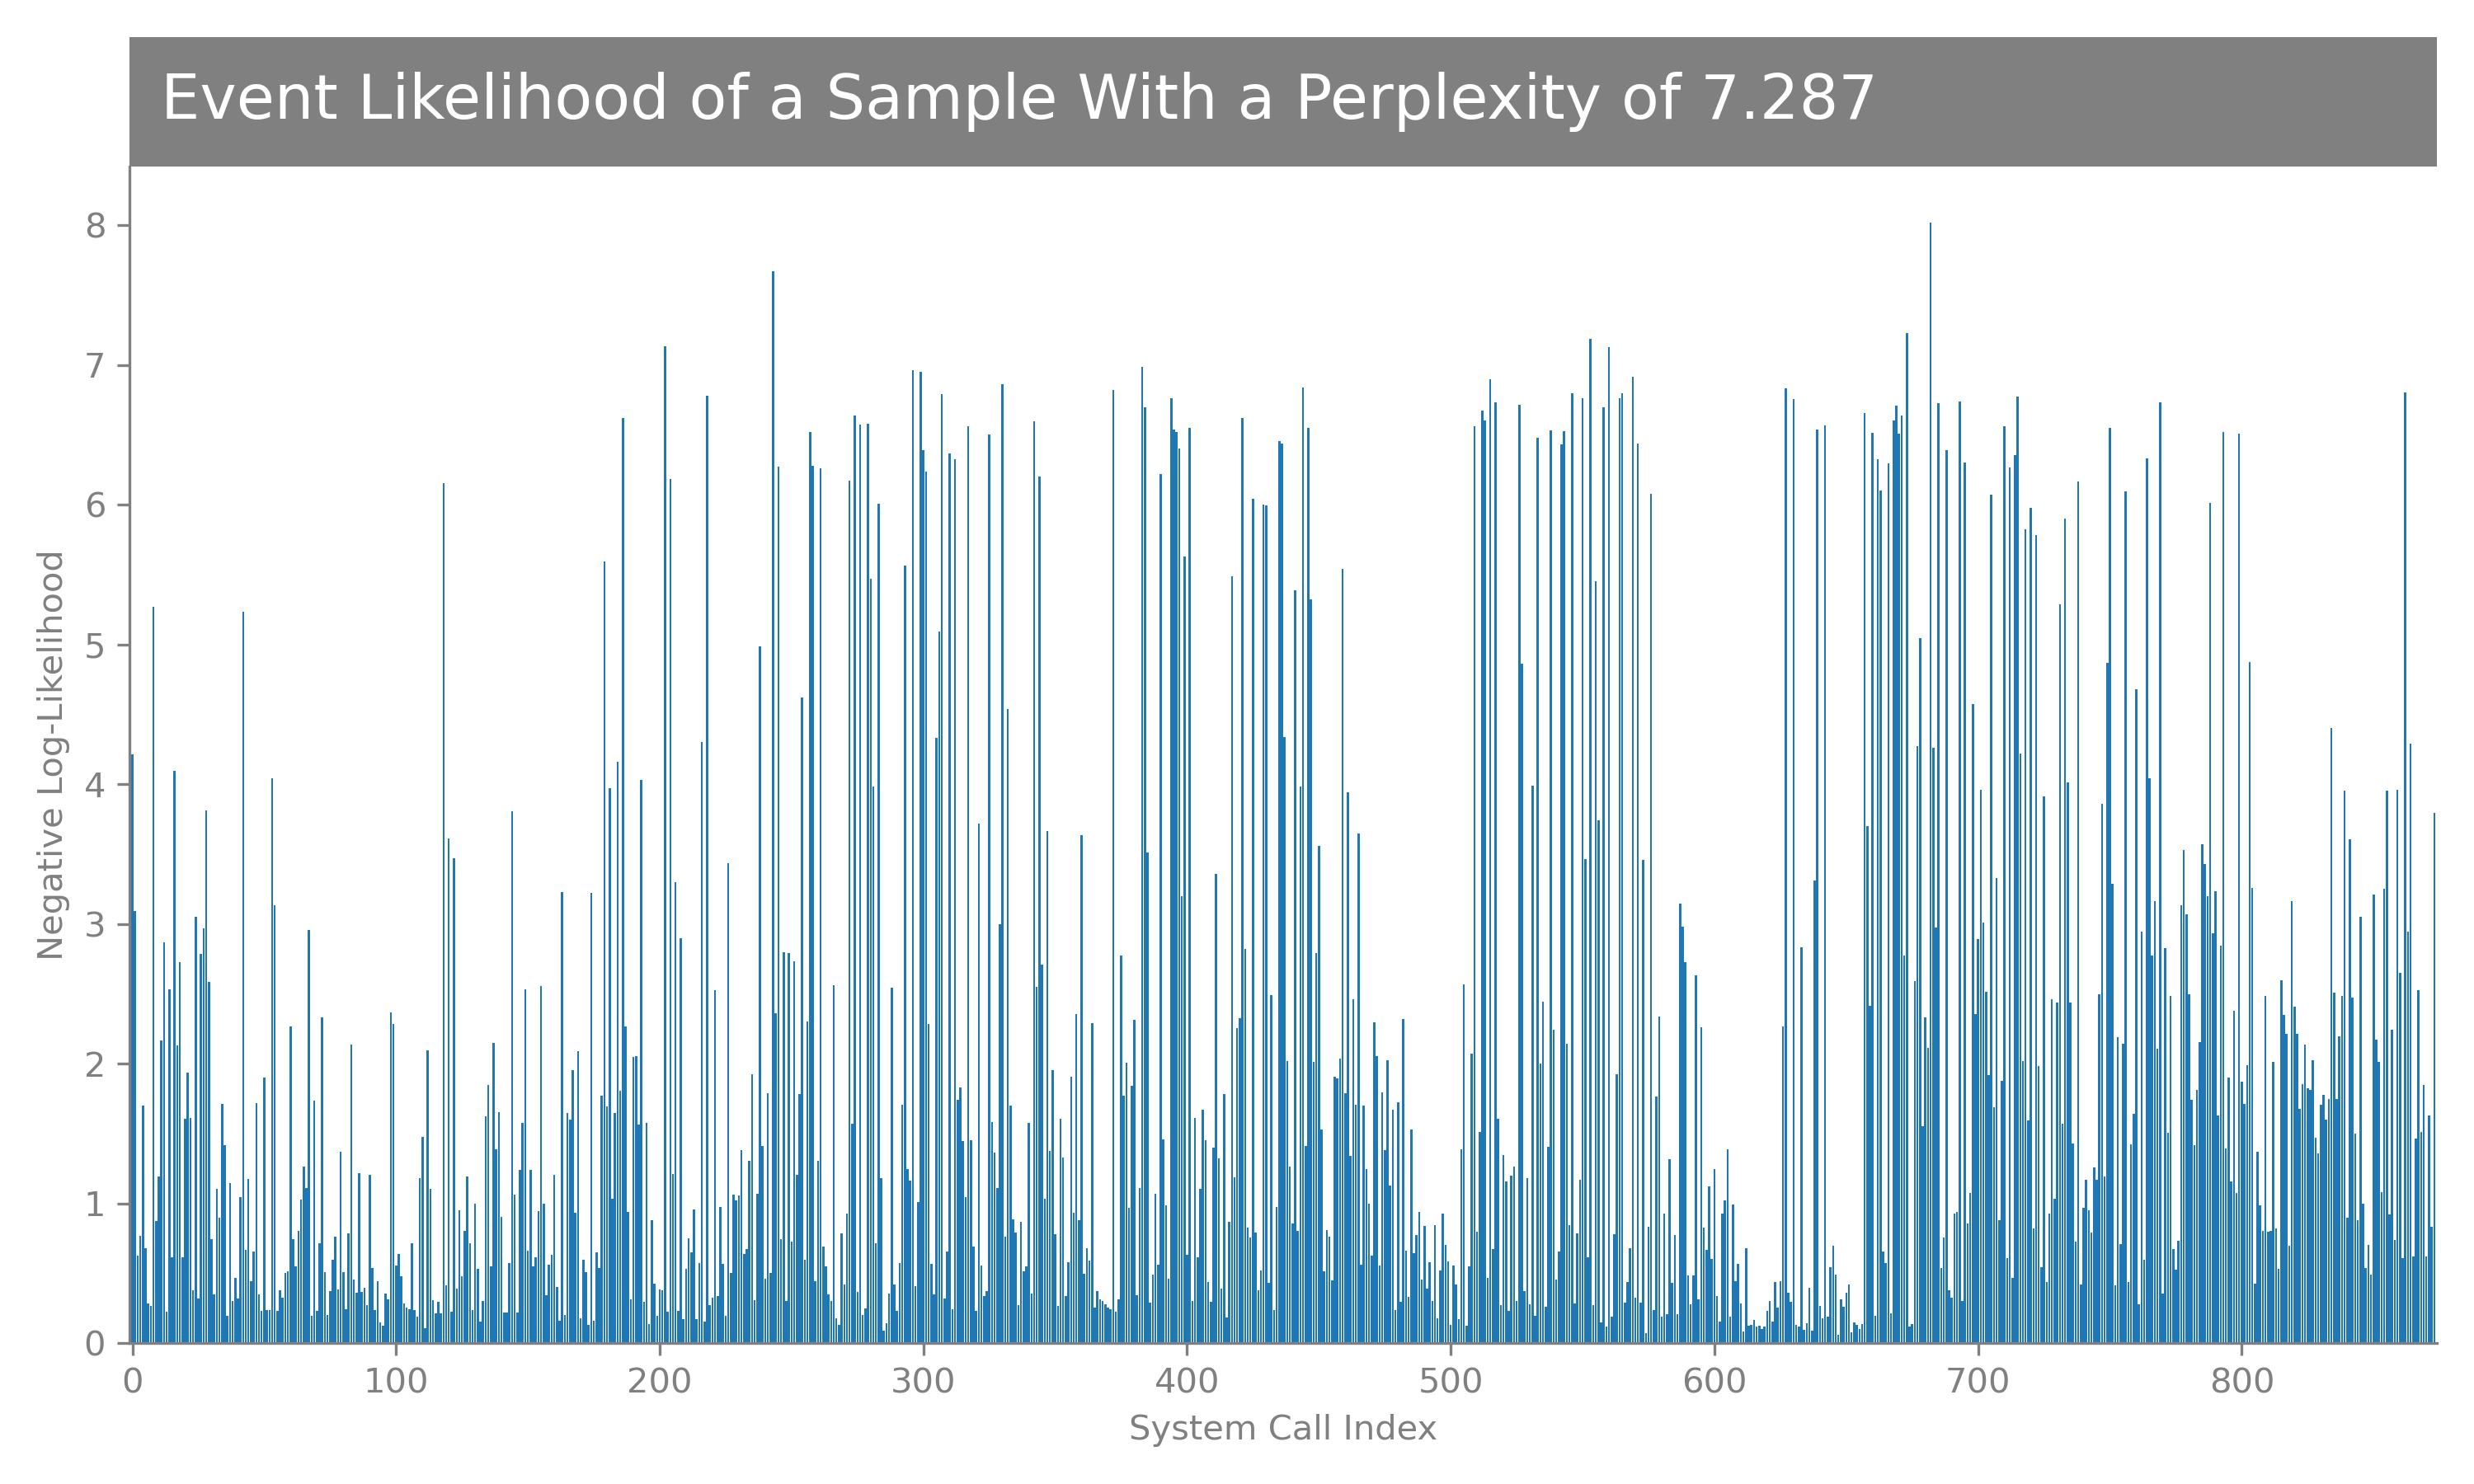 Event Likelihood of a Sample With a Perplexity of 7.287
8
7
6
5
4
3
2
1
0
Negative Log-Likelihood
0 100 200 300 400 500 600 700 800
System Call Index